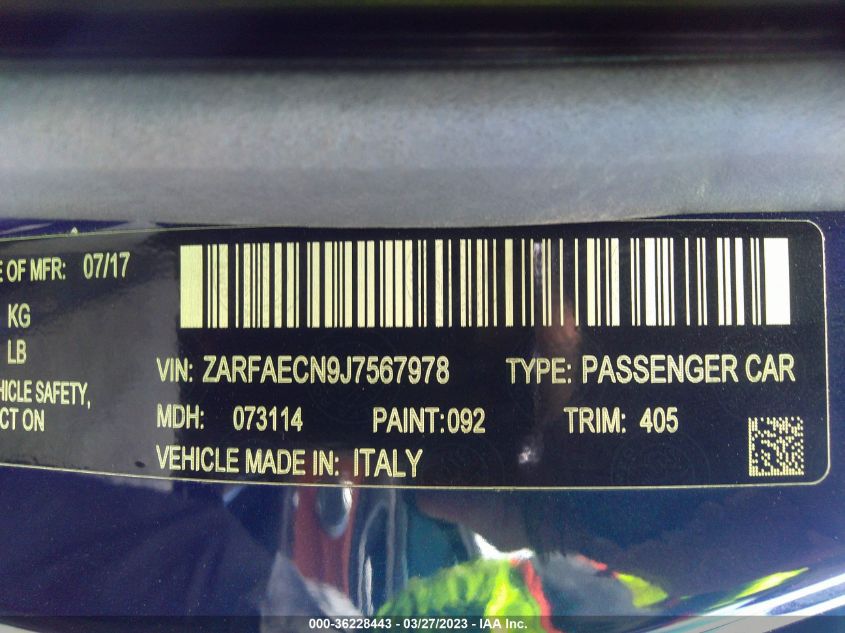 E OF MFR: 07/17
KG
LB
HICLE SAFETY,
CT ON
VIN: ZARFAECN9J7567978 TYPE: PASSENGER CAR
MDH: 073114 PAINT:092 TRIM: 405
VEHICLE MADE IN: ITALY
000-36228443 - 03/27/2023 - IAA Inc.